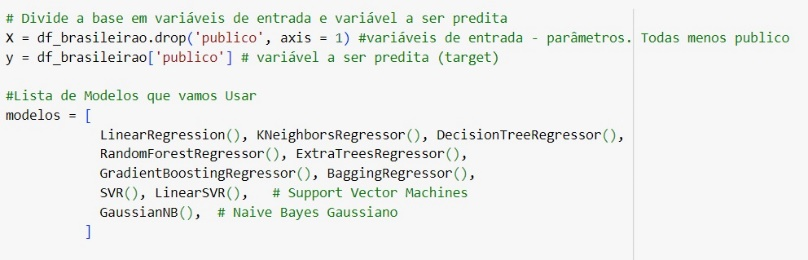 # Divide a base em variáveis de entrada e variável a ser predita
X = df_brasileirao.drop('publico', axis = 1) #variáveis de entrada - parâmetros. Todas menos publico
y = df_brasileirao['publico'] # variável a ser predita (target)
#Lista de Modelos que vamos Usar
modelos = [
LinearRegression(), KNeighborsRegressor(), DecisionTreeRegressor(),
RandomForestRegressor(), ExtraTreesRegressor(),
GradientBoostingRegressor(), BaggingRegressor(),
SVR(), LinearSVR(),   # Support Vector Machines
GaussianNB(),  # Naive Bayes Gaussiano
]